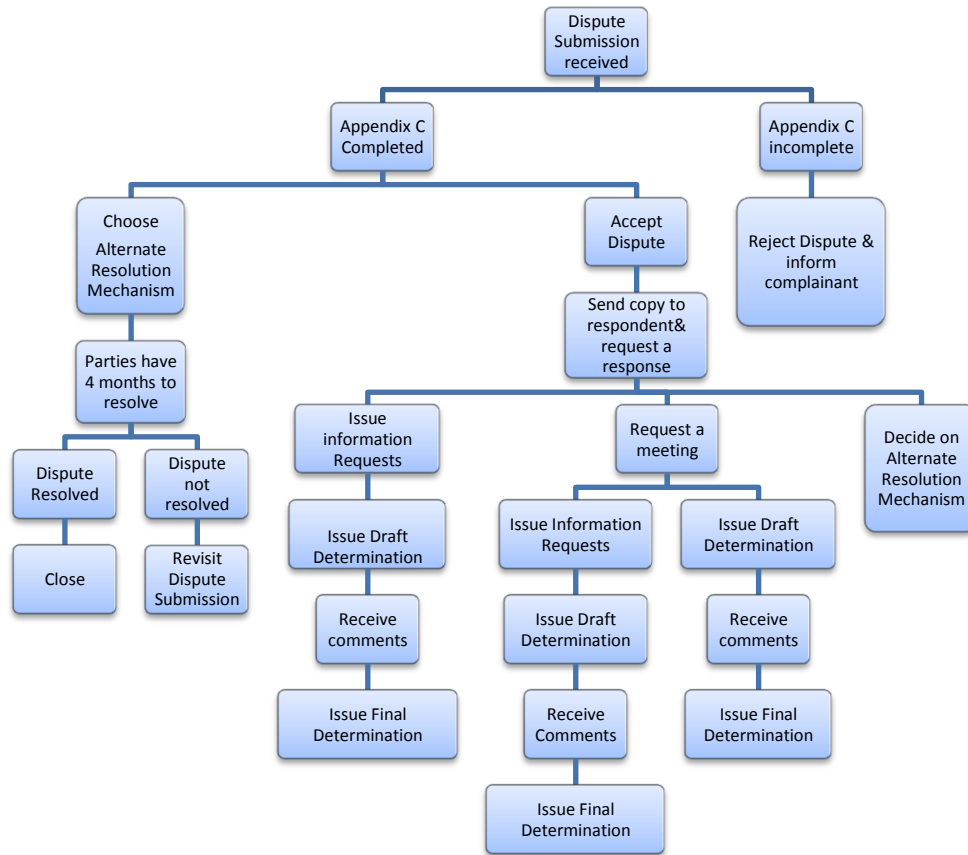 Dispute
Submission
received
Appendix C
Completed
Appendix C
incomplete
Choose
Alternate
Resolution
Mechanism
Accept
Dispute
Reject Dispute &
inform
complainant
Send copy to
respondent&
request a
response
Parties have
4 months to
resolve
Issue
information
Requests
Request a
meeting
Decide on
Alternate
Resolution
Mechanism
Dispute
Resolved
Dispute
not
resolved
Issue Draft
Determination
Issue Information
Requests
Issue Draft
Determination
Close
Revisit
Dispute
Submission
Receive
comments
Issue Draft
Determination
Receive
comments
Issue Final
Determination
Receive
Comments
Issue Final
Determination
Issue Final
Determination